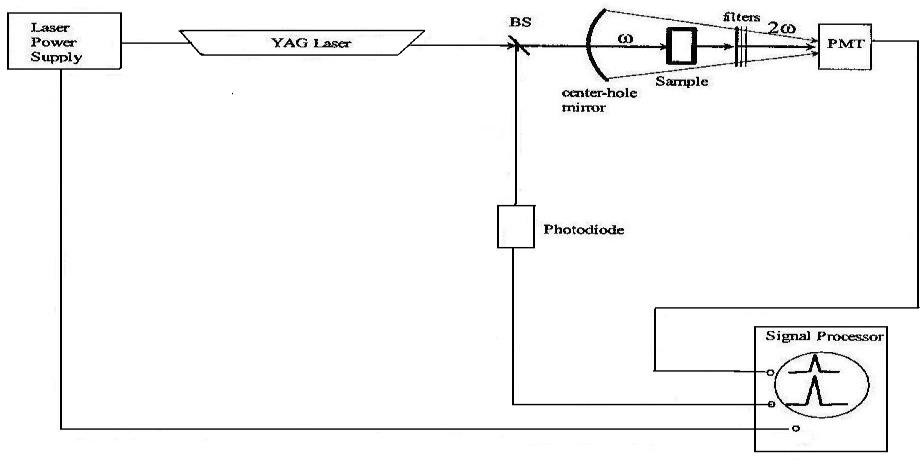 Laser
Power
Supply
YAG Laser
BS
filters
2ω
PMT
ω
Sample
center-hole
mirror
Photodiode
Signal Processor